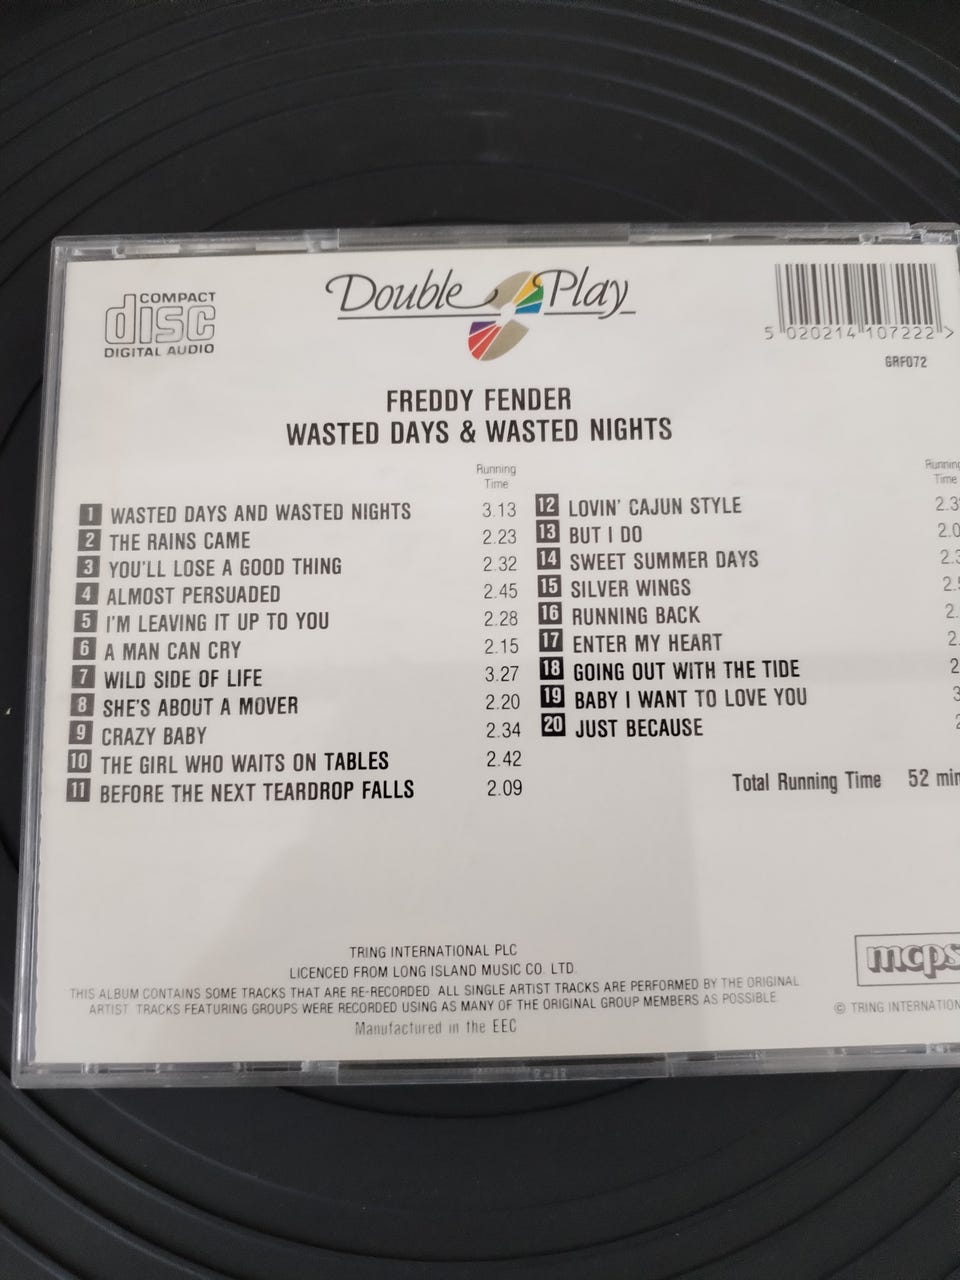 COMPACT
disc
DIGITAL AUDIO
Double Play
5 020214 107222 >
GRF072
FREDDY FENDER
WASTED DAYS & WASTED NIGHTS
Running
Time
1 WASTED DAYS AND WASTED NIGHTS 3.13
2 THE RAINS CAME 2.23
3 YOU'LL LOSE A GOOD THING 2.32
4 ALMOST PERSUADED 2.45
5 I'M LEAVING IT UP TO YOU 2.28
6 A MAN CAN CRY 2.15
7 WILD SIDE OF LIFE 3.27
8 SHE'S ABOUT A MOVER 2.20
9 CRAZY BABY 2.34
10 THE GIRL WHO WAITS ON TABLES 2.42
11 BEFORE THE NEXT TEARDROP FALLS 2.09
Running
Time
12 LOVIN' CAJUN STYLE
13 BUT I DO
14 SWEET SUMMER DAYS
15 SILVER WINGS
16 RUNNING BACK
17 ENTER MY HEART
18 GOING OUT WITH THE TIDE
19 BABY I WANT TO LOVE YOU
20 JUST BECAUSE
Total Running Time 52 min
TRING INTERNATIONAL PLC
LICENCED FROM LONG ISLAND MUSIC CO. LTD.
THIS ALBUM CONTAINS SOME TRACKS THAT ARE RE-RECORDED. ALL SINGLE ARTIST TRACKS ARE PERFORMED BY THE ORIGINAL
ARTIST. TRACKS FEATURING GROUPS WERE RECORDED USING AS MANY OF THE ORIGINAL GROUP MEMBERS AS POSSIBLE.
Manufactured in the EEC
mcps
© TRING INTERNATION